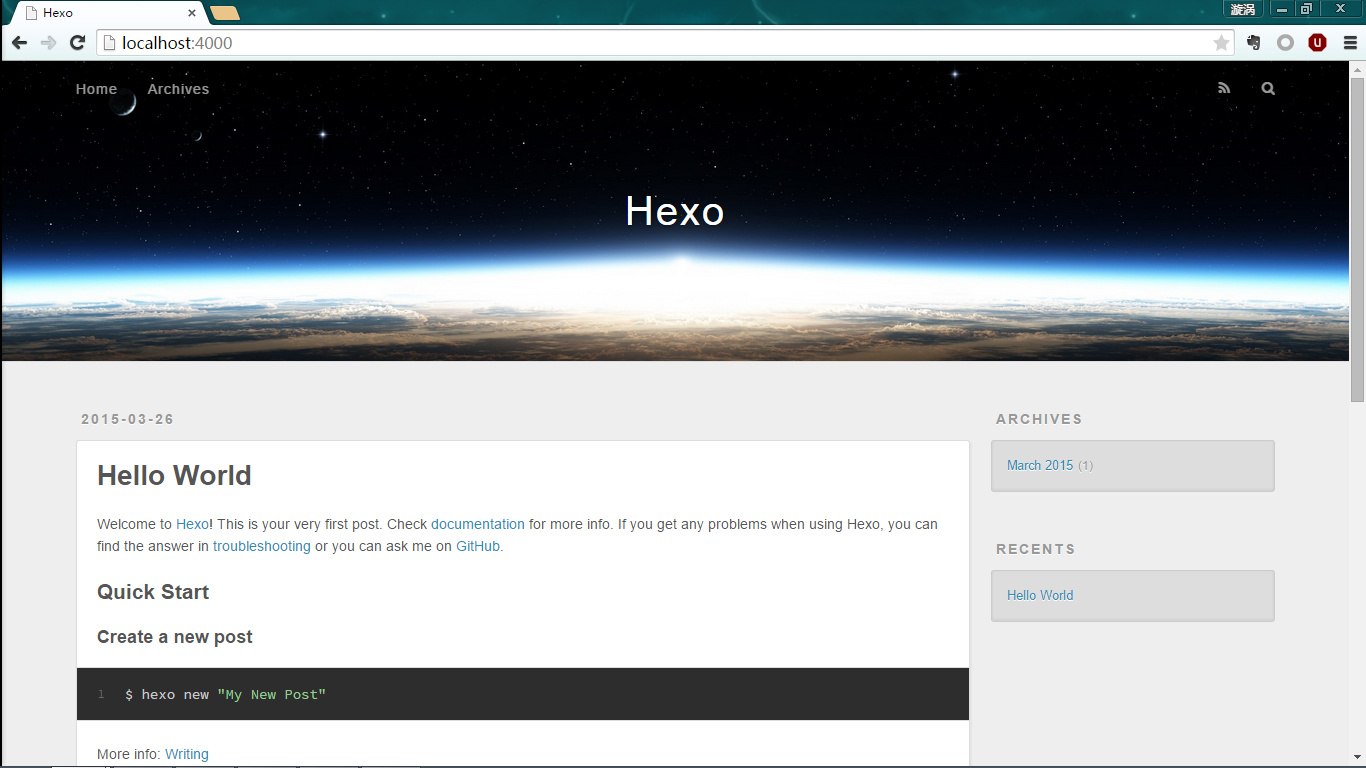 Hexo
漩涡
localhost:4000
Home Archives
Hexo
2015-03-26
Hello World
Welcome to Hexo! This is your very first post. Check documentation for more info. If you get any problems when using Hexo, you can
find the answer in troubleshooting or you can ask me on GitHub.
Quick Start
Create a new post
1 $ hexo new "My New Post"
More info: Writing
ARCHIVES
March 2015 (1)
RECENTS
Hello World